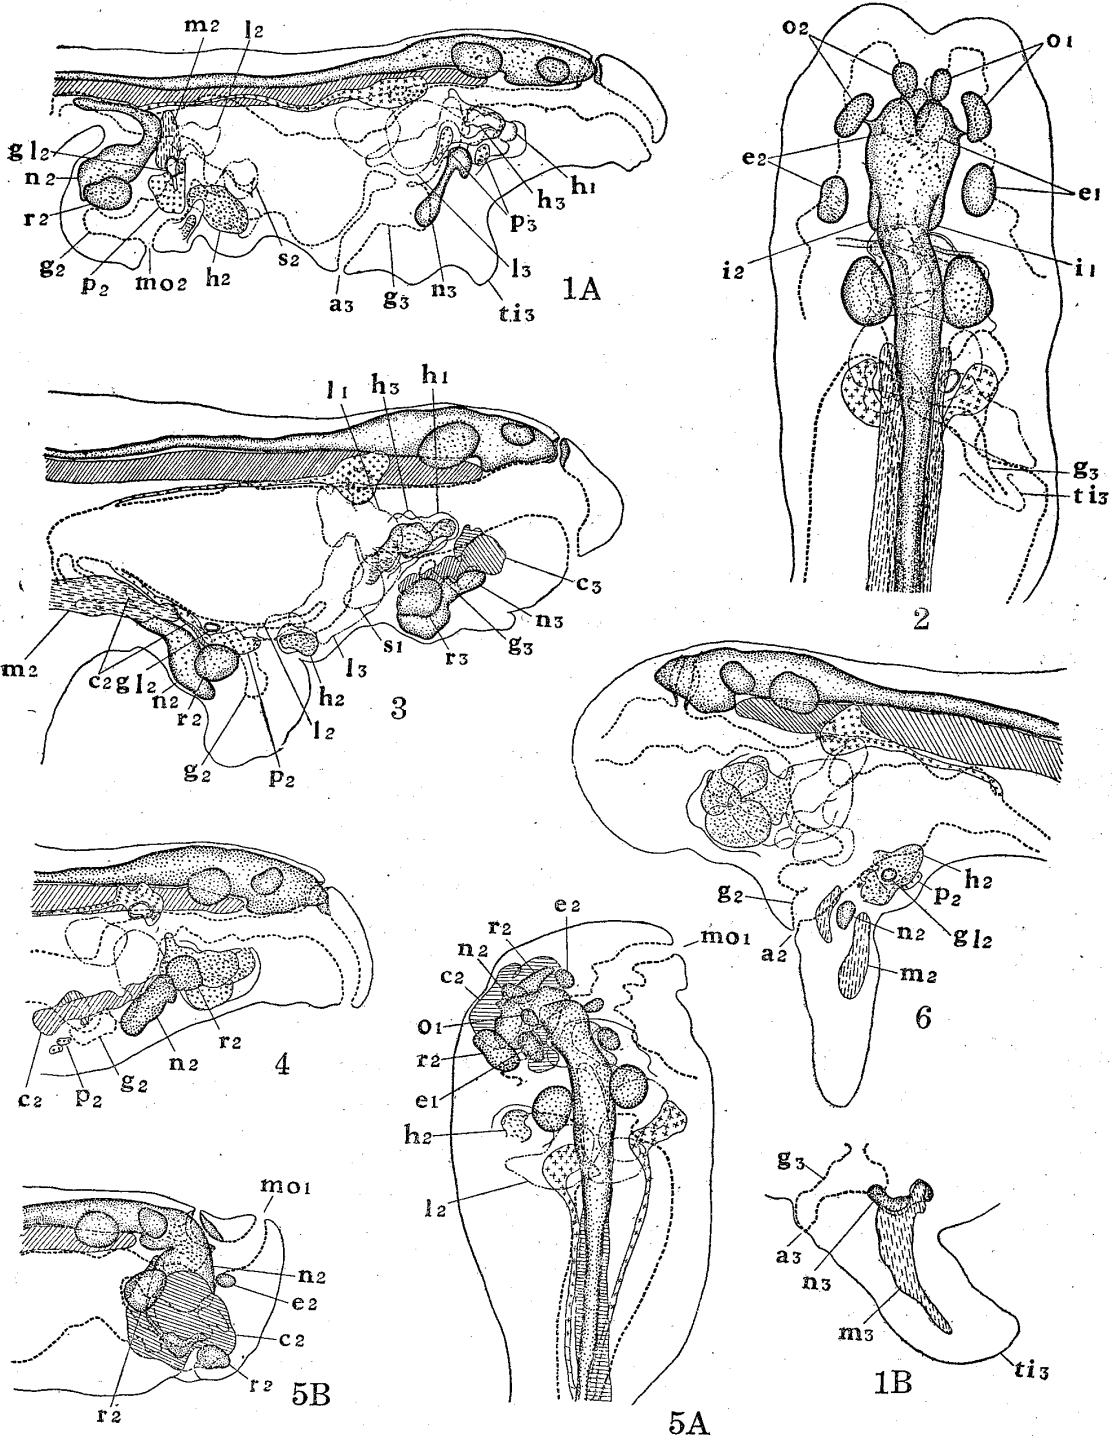 m2 l2
gl2
n2
r2
g2
p2 mo2 h2 s2 a3 g3 n3 ti3 l3 p3 h3 h1
1A
o2 o1
e2 e1
i2 i1
g3
ti3
2
l1 h3 h1
c3
n3
g3
r3
s1
l3
h2
l2
p2
g2
r2
n2
gl2
c2
m2
3
g2
a2
h2
p2
gl2
n2
m2
6
c2 p2 g2 n2 r2
4
e2
r2
n2
c2
mo1
o1
r2
e1
h2
l2
5A
mo1
n2
e2
c2
r2
r2
5B
g3
a3
n3
m3
ti3
1B